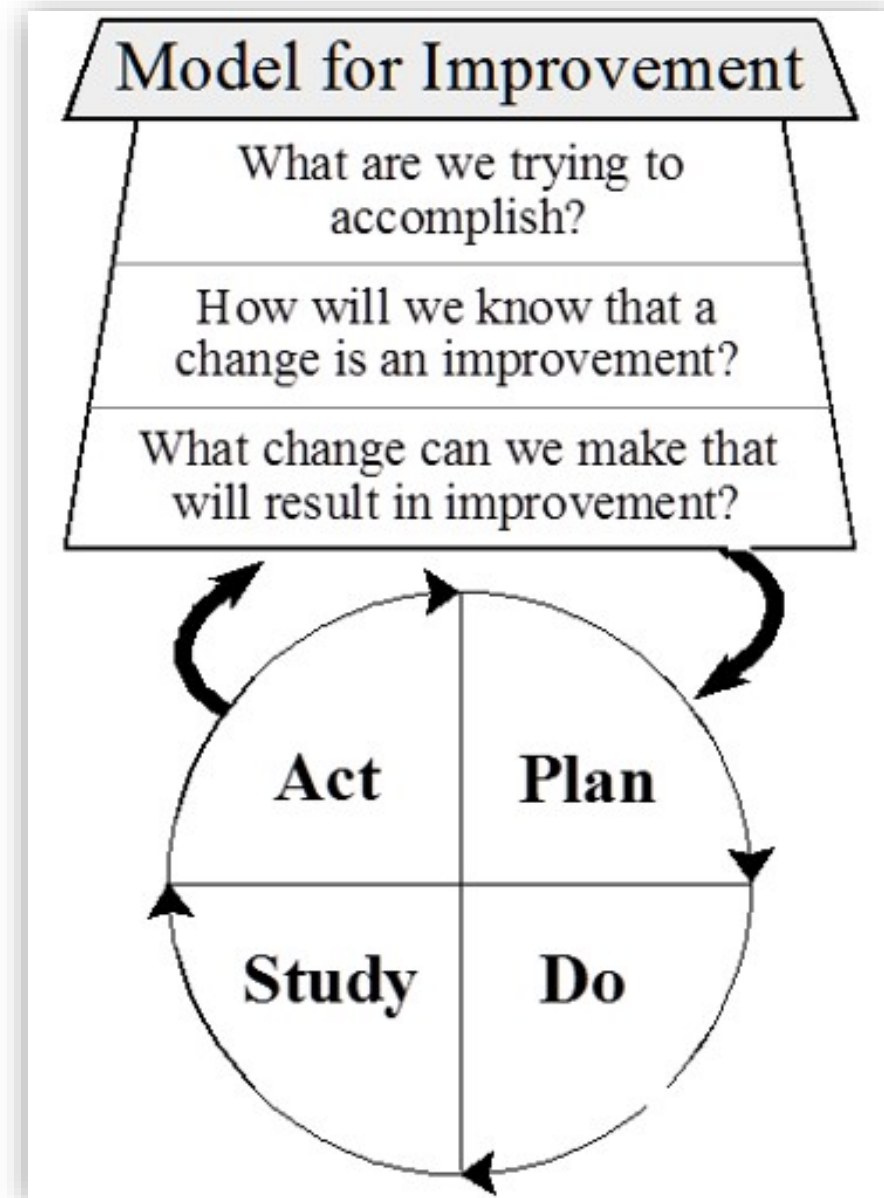 Model for Improvement
What are we trying to
accomplish?
How will we know that a
change is an improvement?
What change can we make that
will result in improvement?
Act
Plan
Study
Do